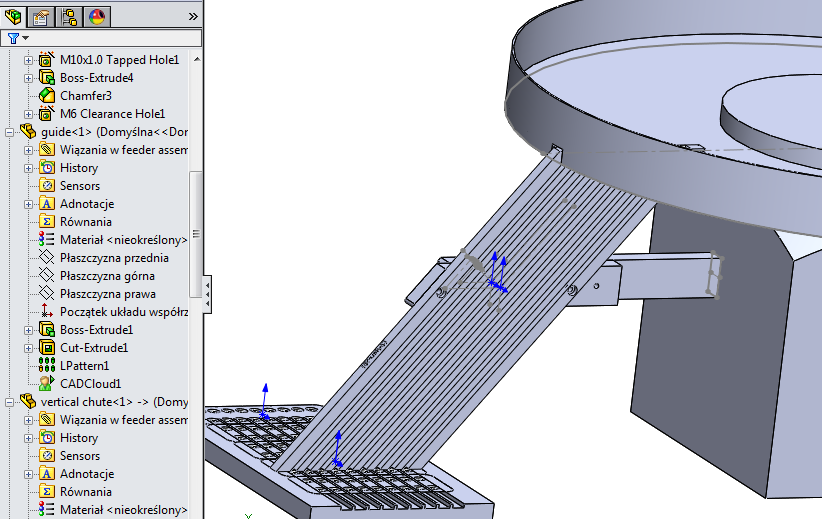 »
M10x1.0 Tapped Hole1
Boss-Extrude4
Chamfer3
M6 Clearance Hole1
guide<1> (Domyślna<<Dor
Wiązania w feeder assem
History
Sensors
Adnotacje
Równania
Materiał <nieokreślony>
Płaszczyzna przednia
Płaszczyzna górna
Płaszczyzna prawa
Początek układu współrz
Boss-Extrude1
Cut-Extrude1
LPattern1
CADCloud1
vertical chute<1> -> (Domy
Wiązania w feeder assem
History
Sensors
Adnotacje
Równania
Materiał <nieokreślony>